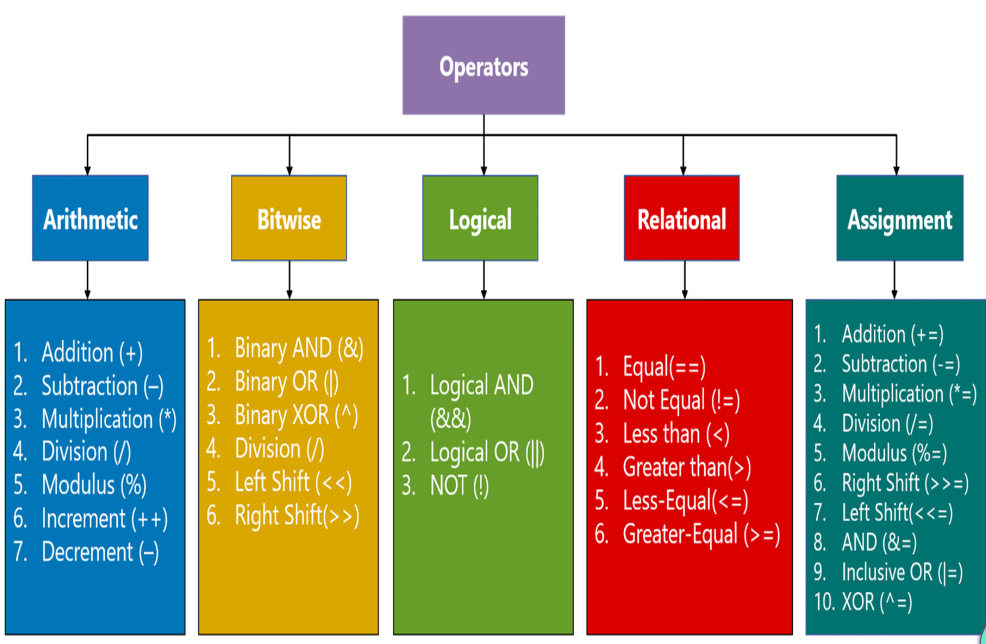 Operators
Arithmetic
Bitwise
Logical
Relational
Assignment
1. Addition (+)
2. Subtraction (–)
3. Multiplication (*)
4. Division (/)
5. Modulus (%)
6. Increment (++)
7. Decrement (–)
1. Binary AND (&)
2. Binary OR (|)
3. Binary XOR (^)
4. Division (/)
5. Left Shift (<<)
6. Right Shift(>>)
1. Logical AND
(&&)
2. Logical OR (||)
3. NOT (!)
1. Equal(==)
2. Not Equal (!=)
3. Less than (<)
4. Greater than(>)
5. Less-Equal(<=)
6. Greater-Equal (>=)
1. Addition (+=)
2. Subtraction (-=)
3. Multiplication (*=)
4. Division (/=)
5. Modulus (%=)
6. Right Shift (>>=)
7. Left Shift(<<=)
8. AND (&=)
9. Inclusive OR (|=)
10. XOR (^=)